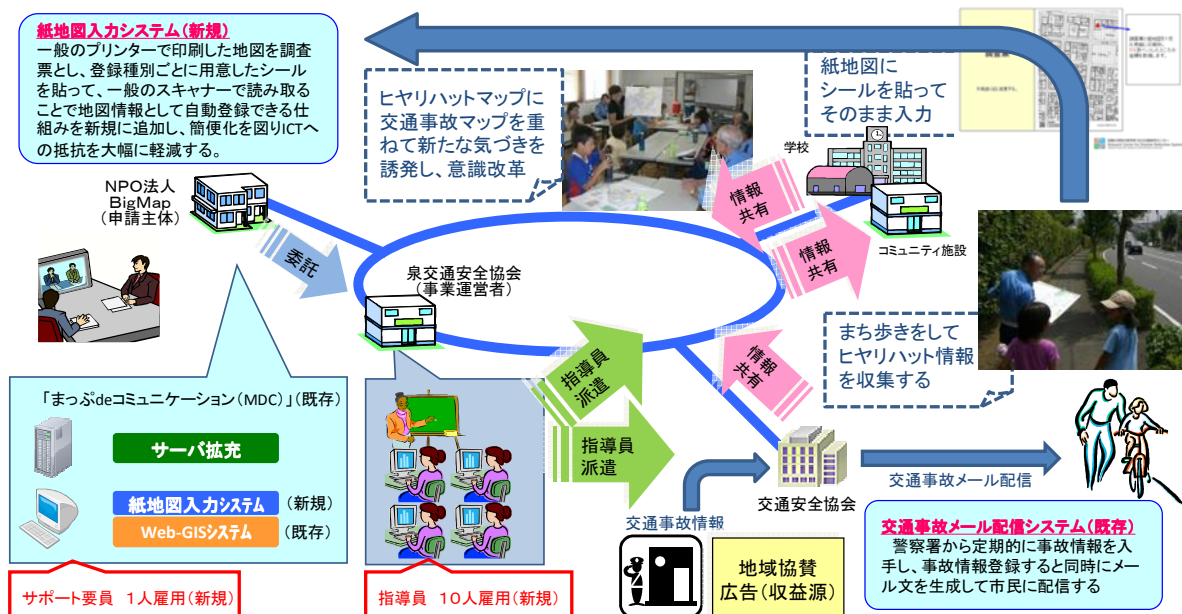 紙地図入力システム(新規)
一般のプリンターで印刷した地図を調査
票とし、登録種別ごとに用意したシール
を貼って、一般のスキャナーで読み取る
ことで地図情報として自動登録できる仕
組みを新規に追加し、簡便化を図りICTへ
の抵抗を大幅に軽減する。
ヒヤリハットマップに
交通事故マップを重
ねて新たな気づきを
誘発し、意識改革
紙地図に
シールを貼って
そのまま入力
学校
情報
共有
情報
共有
コミュニティ施設
NPO法人
BigMap
(申請主体)
委託
泉交通安全協会
(事業運営者)
まち歩きをして
ヒヤリハット情報
を収集する
情報
共有
指導員
派遣
指導員
派遣
「まっぷdeコミュニケーション(MDC)」(既存)
サーバ拡充
紙地図入力システム (新規)
Web-GISシステム (既存)
サポート要員 1人雇用(新規)
指導員 10人雇用(新規)
交通事故情報
交通安全協会
交通事故メール配信
地域協賛
広告(収益源)
交通事故メール配信システム(既存)
警察署から定期的に事故情報を入
手し、事故情報登録すると同時にメー
ル文を生成して市民に配信する